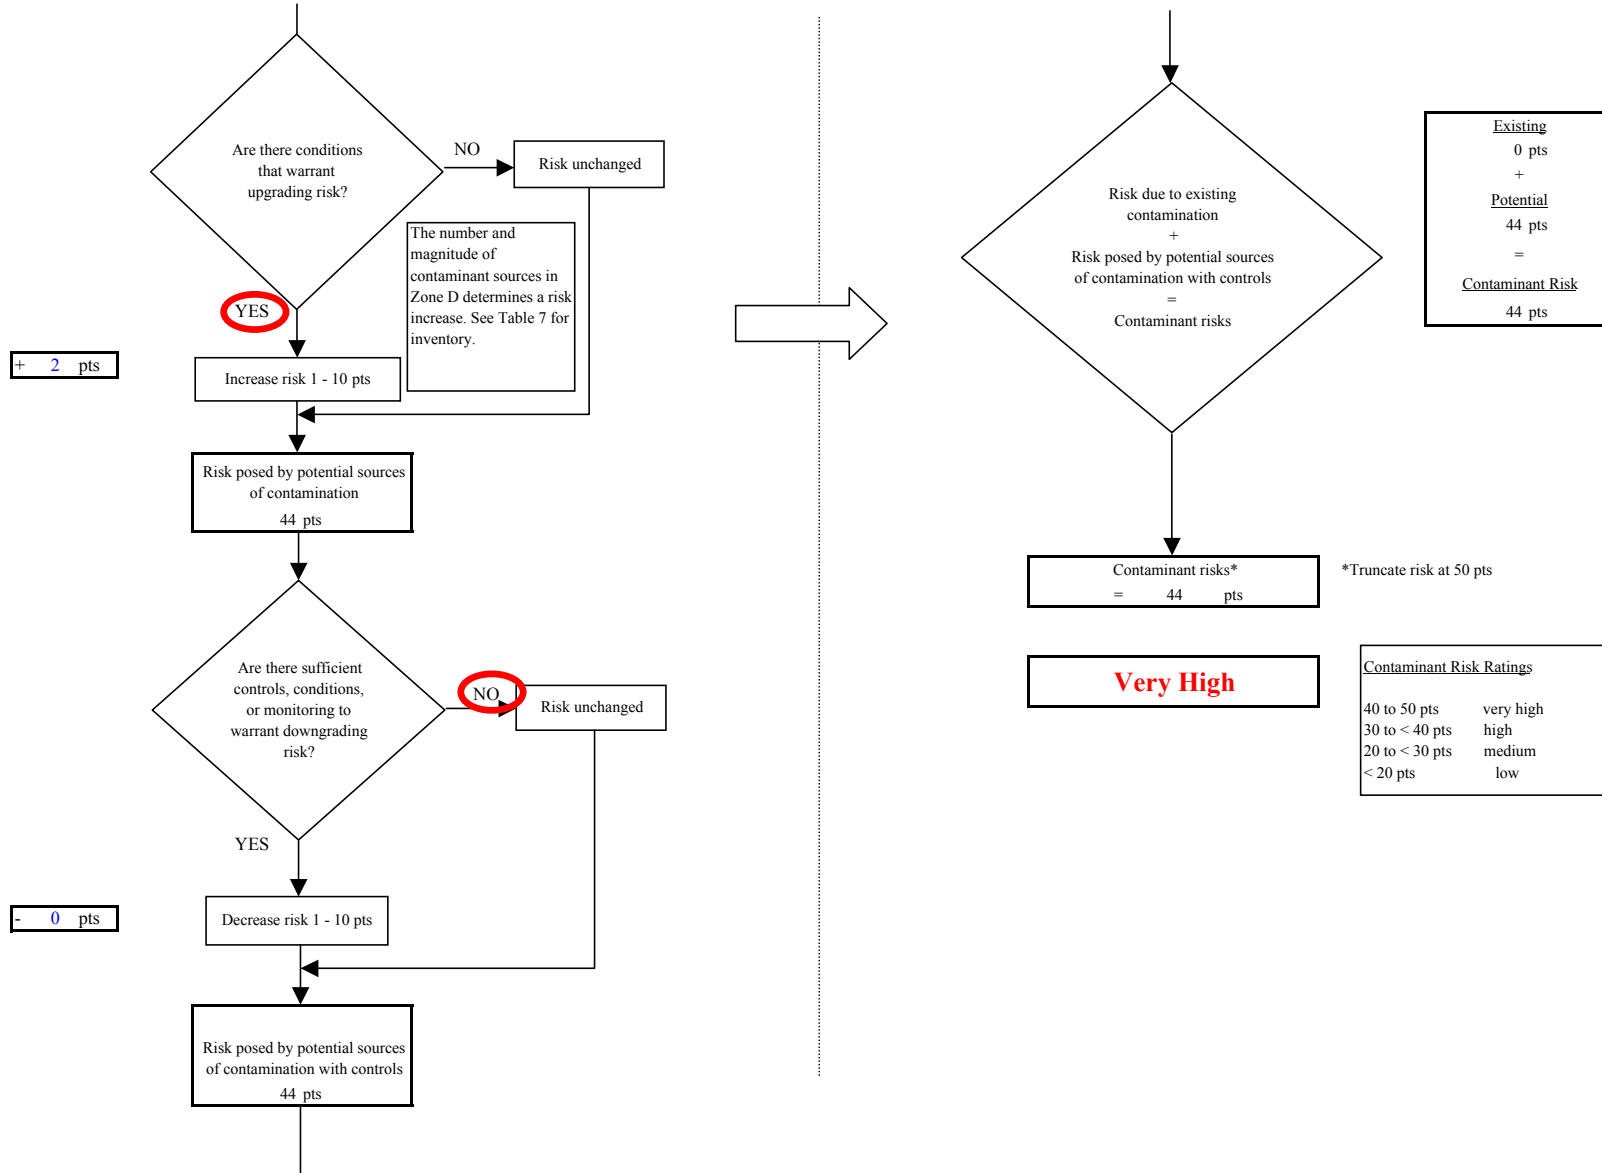 Are there conditions
that warrant
upgrading risk?
NO
Risk unchanged
The number and
magnitude of
contaminant sources in
Zone D determines a risk
increase. See Table 7 for
inventory.
YES
+ 2 pts
Increase risk 1 - 10 pts
Risk posed by potential sources
of contamination
44 pts
Are there sufficient
controls, conditions,
or monitoring to
warrant downgrading
risk?
NO
Risk unchanged
YES
- 0 pts
Decrease risk 1 - 10 pts
Risk posed by potential sources
of contamination with controls
44 pts
Risk due to existing
contamination
+
Risk posed by potential sources
of contamination with controls
=
Contaminant risks
Existing
0 pts
+
Potential
44 pts
=
Contaminant Risk
44 pts
Contaminant risks*
= 44 pts
*Truncate risk at 50 pts
Very High
Contaminant Risk Ratings
40 to 50 pts very high
30 to < 40 pts high
20 to < 30 pts medium
< 20 pts low